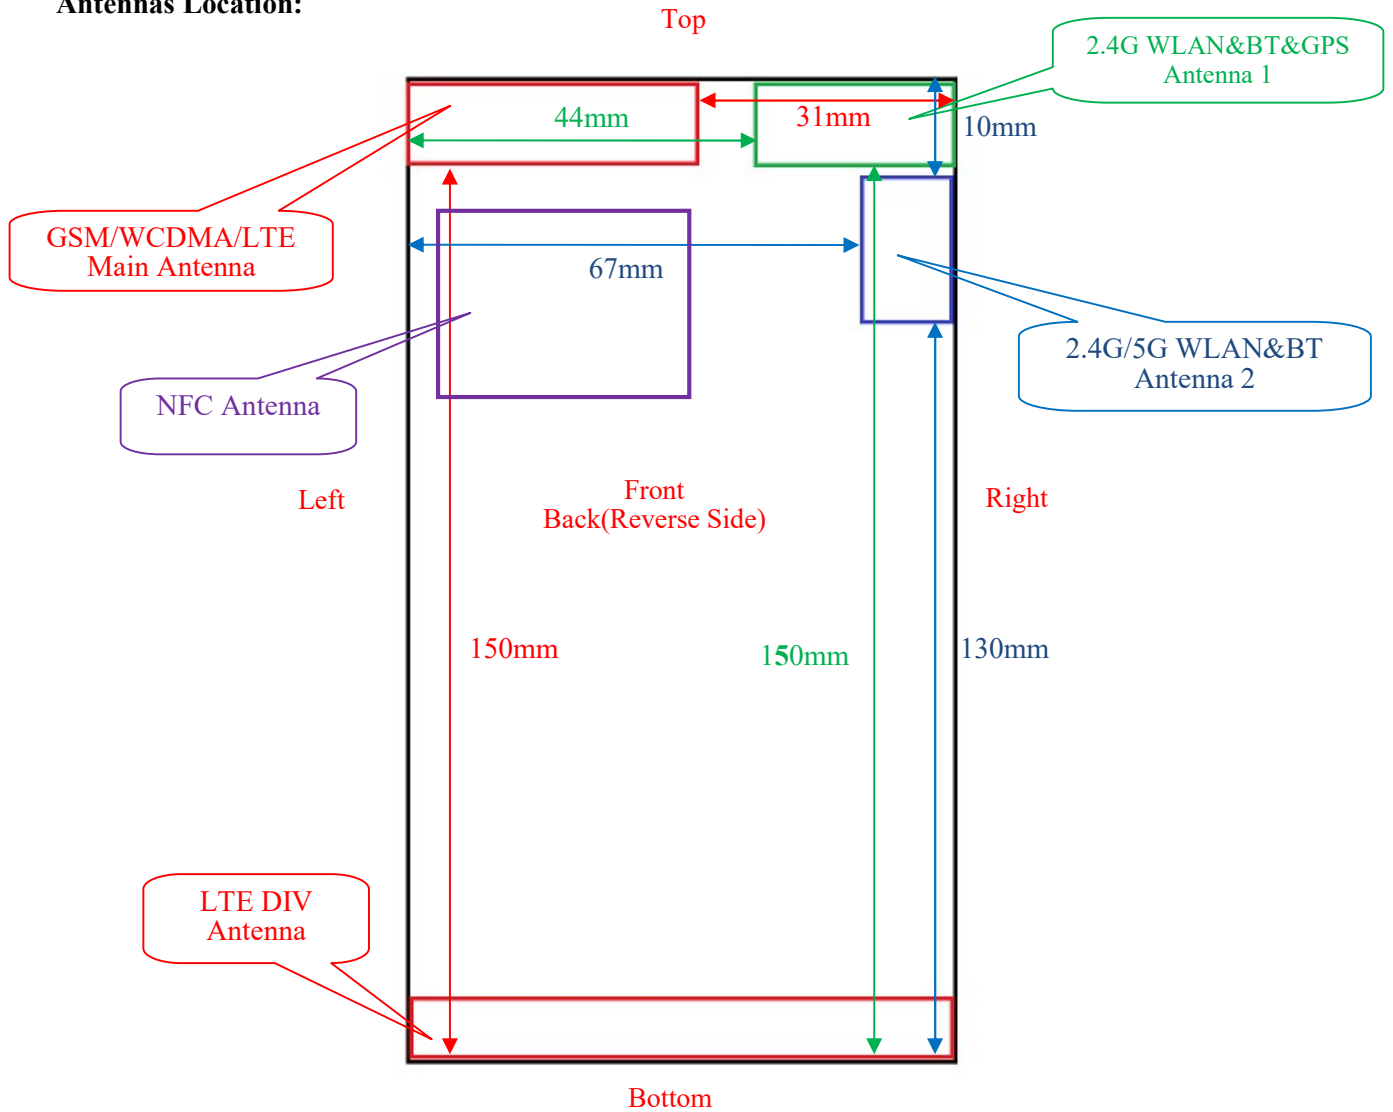 Antennas Location:
Top
2.4G WLAN&BT&GPS
Antenna 1
44mm
31mm
10mm
GSM/WCDMA/LTE
Main Antenna
67mm
2.4G/5G WLAN&BT
Antenna 2
NFC Antenna
Left
Front
Back(Reverse Side)
Right
150mm
150mm
130mm
LTE DIV
Antenna
Bottom